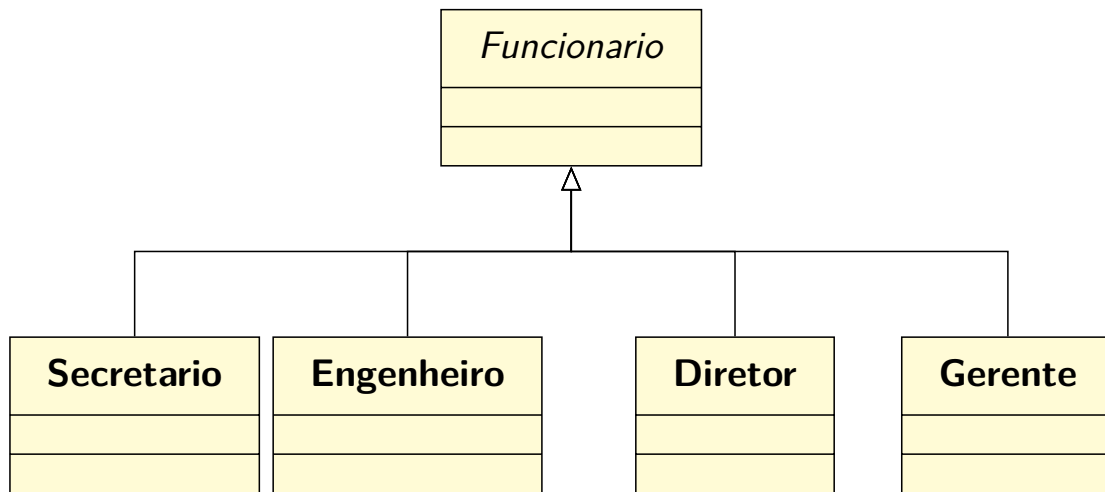 Funcionario
Secretario
Engenheiro
Diretor
Gerente